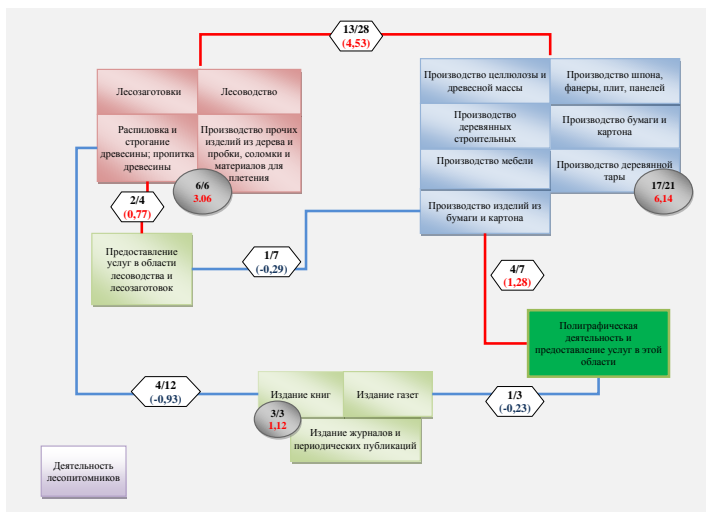 13/28
(4,53)
Лесозаготовки
Лесоводство
Распиловка и
строгание
древесины; пропитка
древесины
Производство прочих
изделий из дерева и
пробки, соломки и
материалов для
плетения
6/6
3.06
Производство целлюлозы и
древесной массы
Производство шпона,
фанеры, плит, панелей
Производство
деревянных
строительных
Производство бумаги и
картона
Производство мебели
Производство деревянной
тары
17/21
6,14
Производство изделий из
бумаги и картона
2/4
(0,77)
Предоставление
услуг в области
лесоводства и
лесозаготовок
1/7
(-0,29)
4/7
(1,28)
Полиграфическая
деятельность и
предоставление услуг в этой
области
4/12
(-0,93)
Издание книг
Издание газет
3/3
1,12
Издание журналов и
периодических публикаций
1/3
(-0,23)
Деятельность
лесопитомников